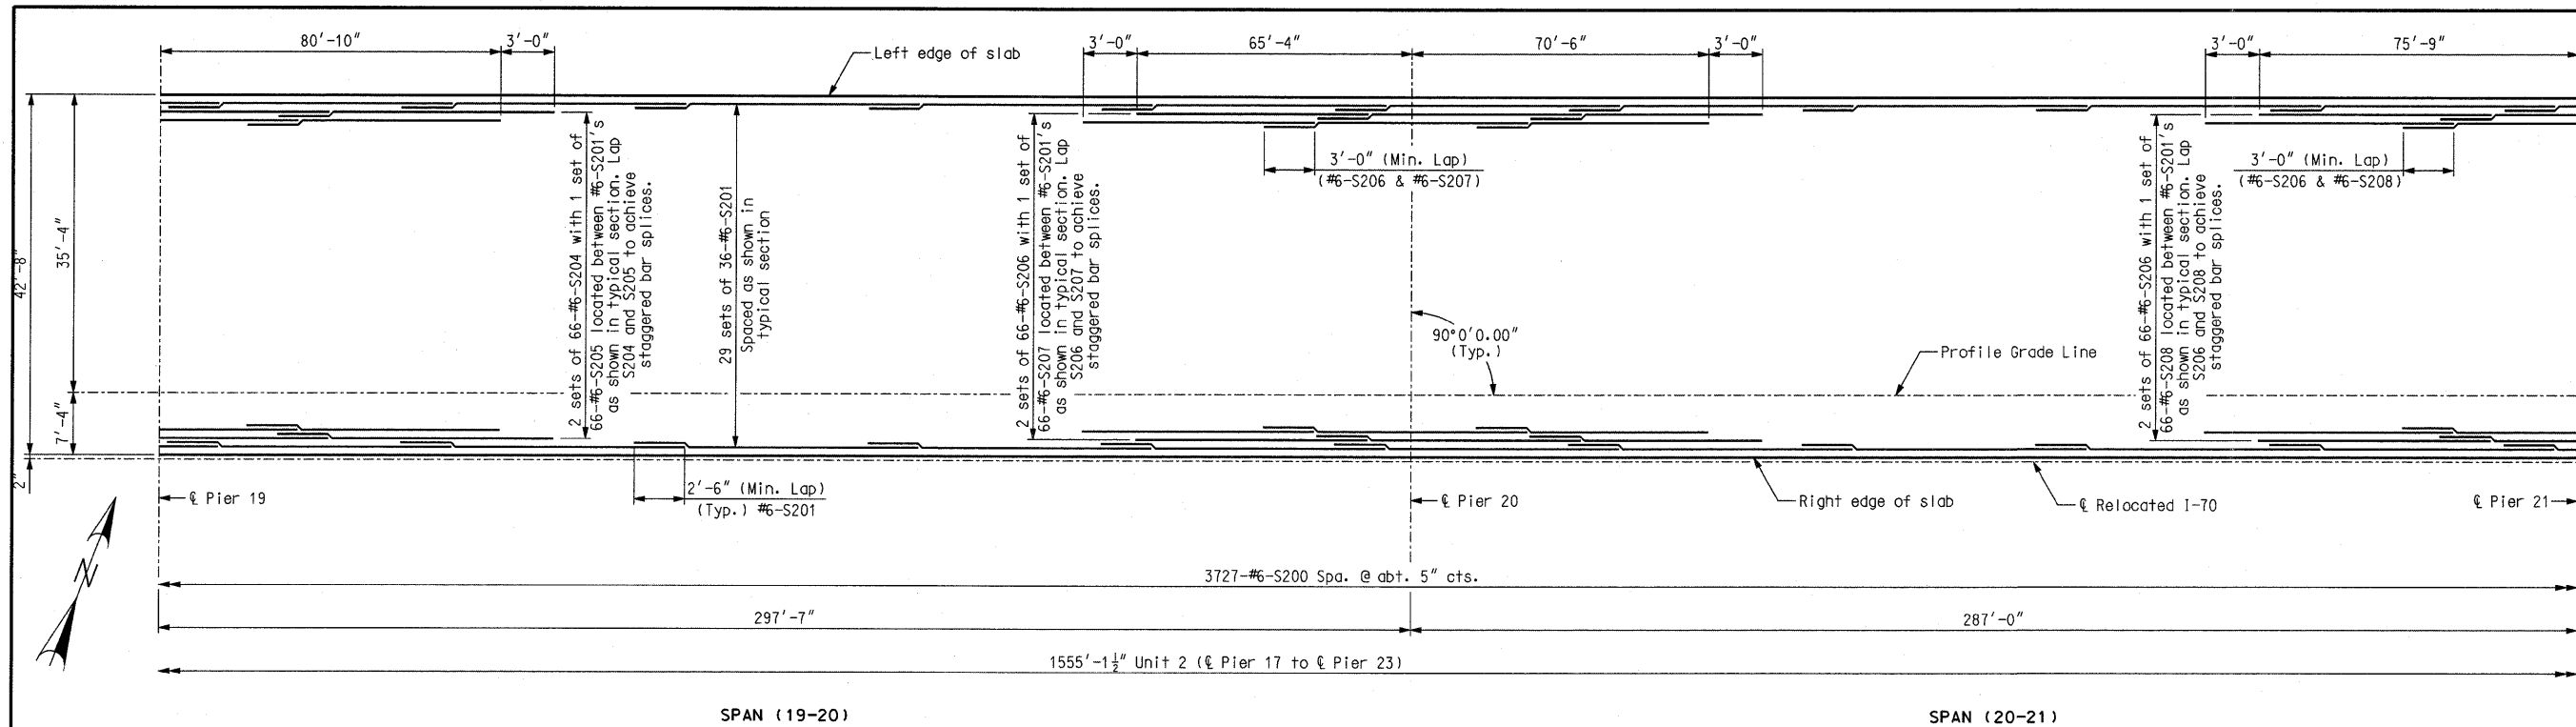 80'-10"
3'-0"
Left edge of slab
3'-0"
65'-4"
70'-6"
3'-0"
3'-0"
75'-9"
42'-8"
35'-4"
7'-4"
2"
2 sets of 66-#6-S204 with 1 set of
66-#6-S205 located between #6-S201's
as shown in typical section. Lap
S204 and S205 to achieve
staggered bar splices.
29 sets of 36-#6-S201
Spaced as shown in
typical section
2 sets of 66-#6-S206 with 1 set of
66-#6-S207 located between #6-S201's
as shown in typical section. Lap
S206 and S207 to achieve
staggered bar splices.
3'-0" (Min. Lap)
(#6-S206 & #6-S207)
90°0'0.00"
(Typ.)
Profile Grade Line
2 sets of 66-#6-S206 with 1 set of
66-#6-S208 located between #6-S201's
as shown in typical section. Lap
S206 and S208 to achieve
staggered bar splices.
3'-0" (Min. Lap)
(#6-S206 & #6-S208)
℄ Pier 19
2'-6" (Min. Lap)
(Typ.) #6-S201
℄ Pier 20
Right edge of slab
℄ Relocated I-70
℄ Pier 21
N
3727-#6-S200 Spa. @ abt. 5" cts.
297'-7"
287'-0"
1555'-1½" Unit 2 (℄ Pier 17 to ℄ Pier 23)
SPAN (19-20)
SPAN (20-21)